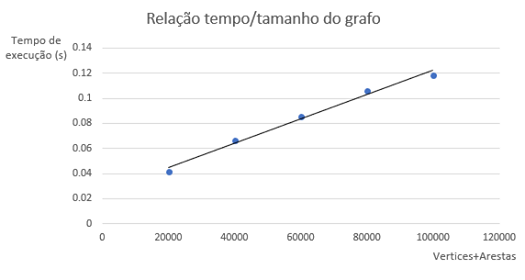 Relação tempo/tamanho do grafo
Tempo de
execução (s)
0.14
0.12
0.1
0.08
0.06
0.04
0.02
0
0 20000 40000 60000 80000 100000 120000
Vertices+Arestas